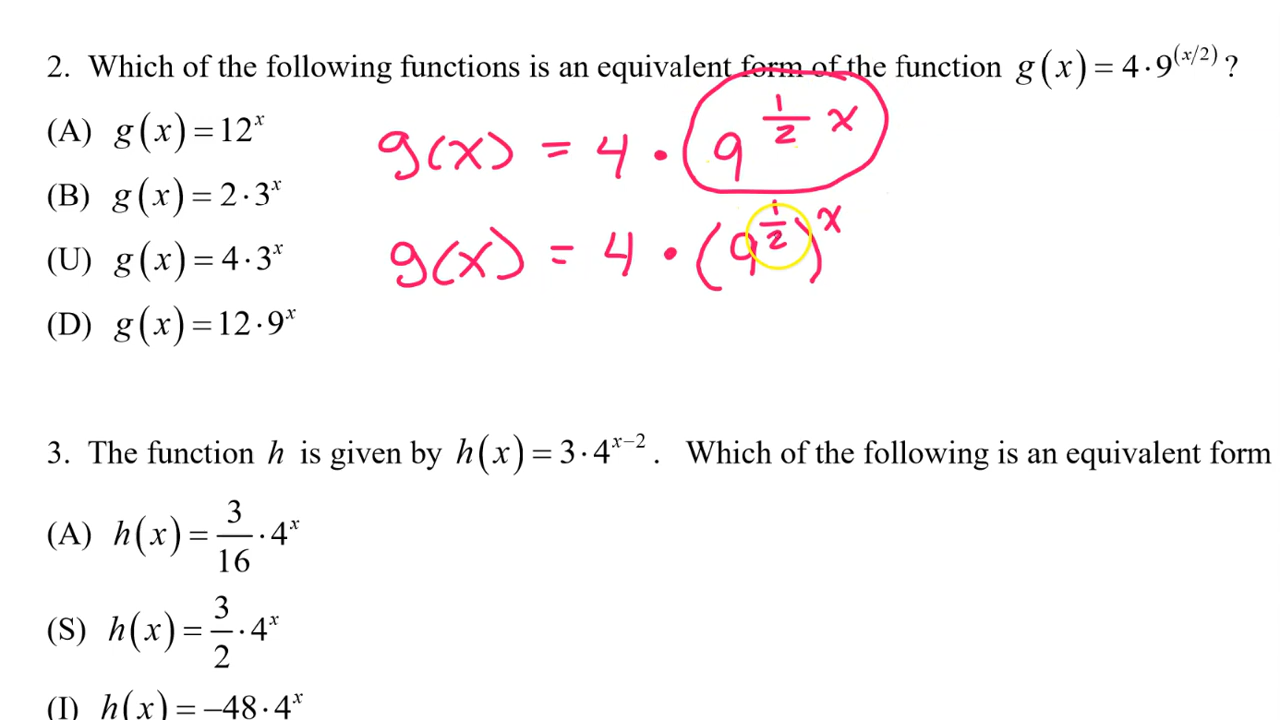 2. Which of the following functions is an equivalent form of the function g(x) = 4 · 9^(x/2) ?
(A) g(x) = 12^x
g(x) = 4 · 9^(1/2 x)
(B) g(x) = 2 · 3^x
(U) g(x) = 4 · 3^x
g(x) = 4 · (9^(1/2))^x
(D) g(x) = 12 · 9^x
3. The function h is given by h(x) = 3 · 4^(x−2) . Which of the following is an equivalent form
(A) h(x) = 3/16 · 4^x
(S) h(x) = 3/2 · 4^x
(I) h(x) = −48 · 4^x